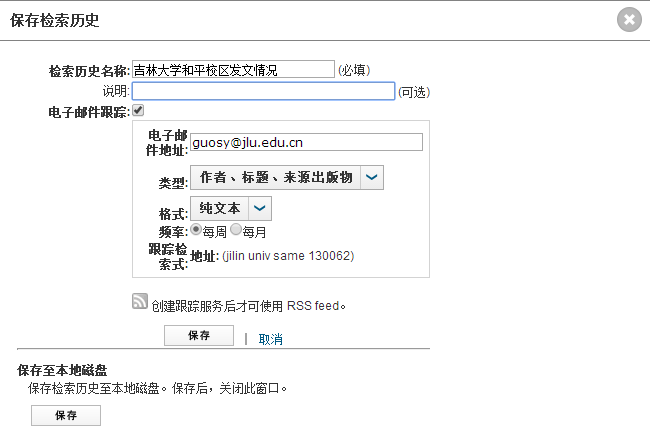 保存检索历史
检索历史名称: 吉林大学和平校区发文情况 (必填)
说明: (可选)
电子邮件跟踪:
电子邮
件地址: guosy@jlu.edu.cn
类型: 作者、标题、来源出版物
格式: 纯文本
频率: 每周 每月
跟踪检
索式: 地址: (jilin univ same 130062)
创建跟踪服务后才可使用 RSS feed。
保存 | 取消
保存至本地磁盘
保存检索历史至本地磁盘。保存后，关闭此窗口。
保存